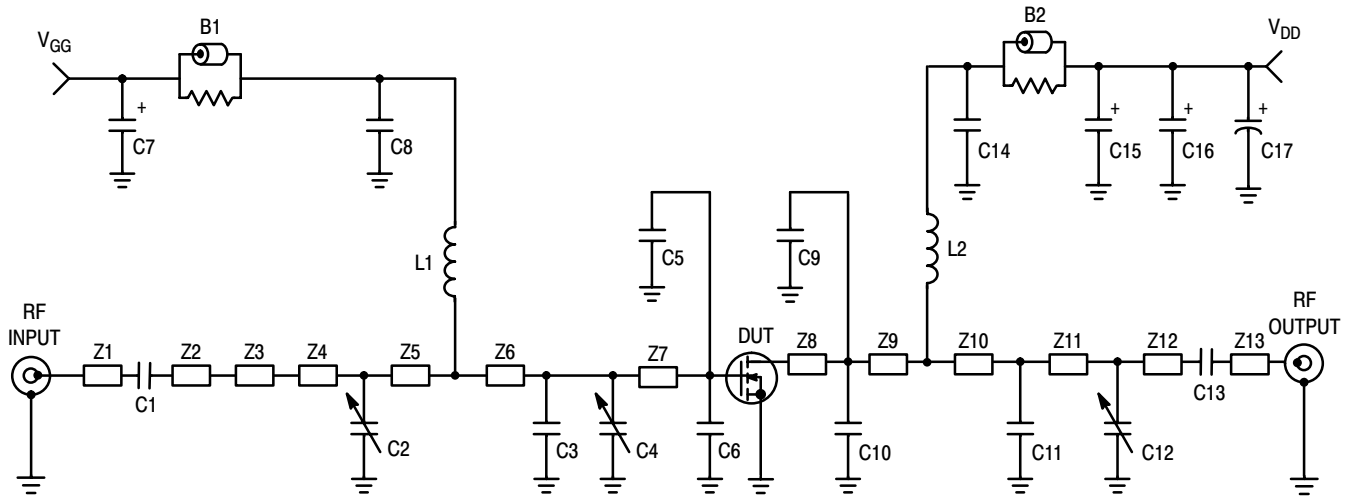 B1
B2
V_GG
V_DD
+
C7
C8
C14
+
C15
+
C16
+
C17
L1
C5
C9
L2
RF
INPUT
DUT
RF
OUTPUT
Z1
C1
Z2
Z3
Z4
Z5
Z6
Z7
Z8
Z9
Z10
Z11
Z12
C13
Z13
C2
C3
C4
C6
C10
C11
C12